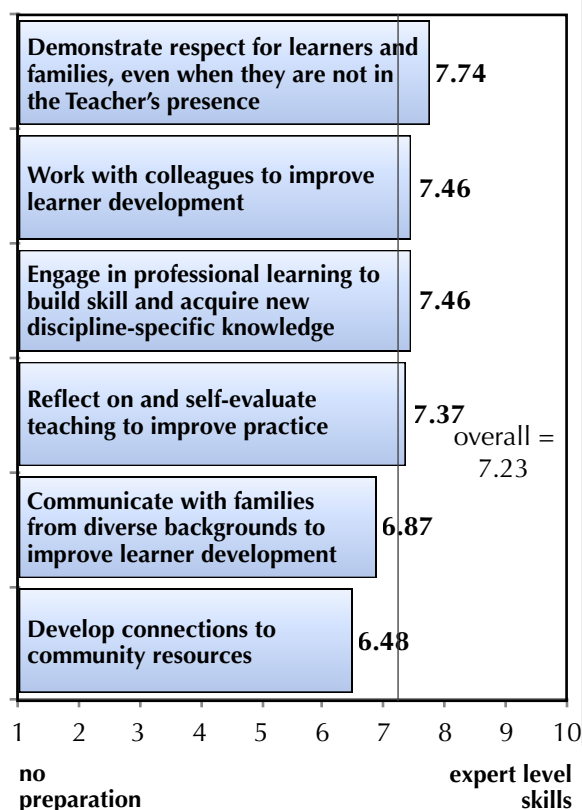 Demonstrate respect for learners and
families, even when they are not in
the Teacher's presence
7.74
Work with colleagues to improve
learner development
7.46
Engage in professional learning to
build skill and acquire new
discipline-specific knowledge
7.46
Reflect on and self-evaluate
teaching to improve practice
7.37
overall =
7.23
Communicate with families
from diverse backgrounds to
improve learner development
6.87
Develop connections to
community resources
6.48
1 2 3 4 5 6 7 8 9 10
no
preparation
expert level
skills